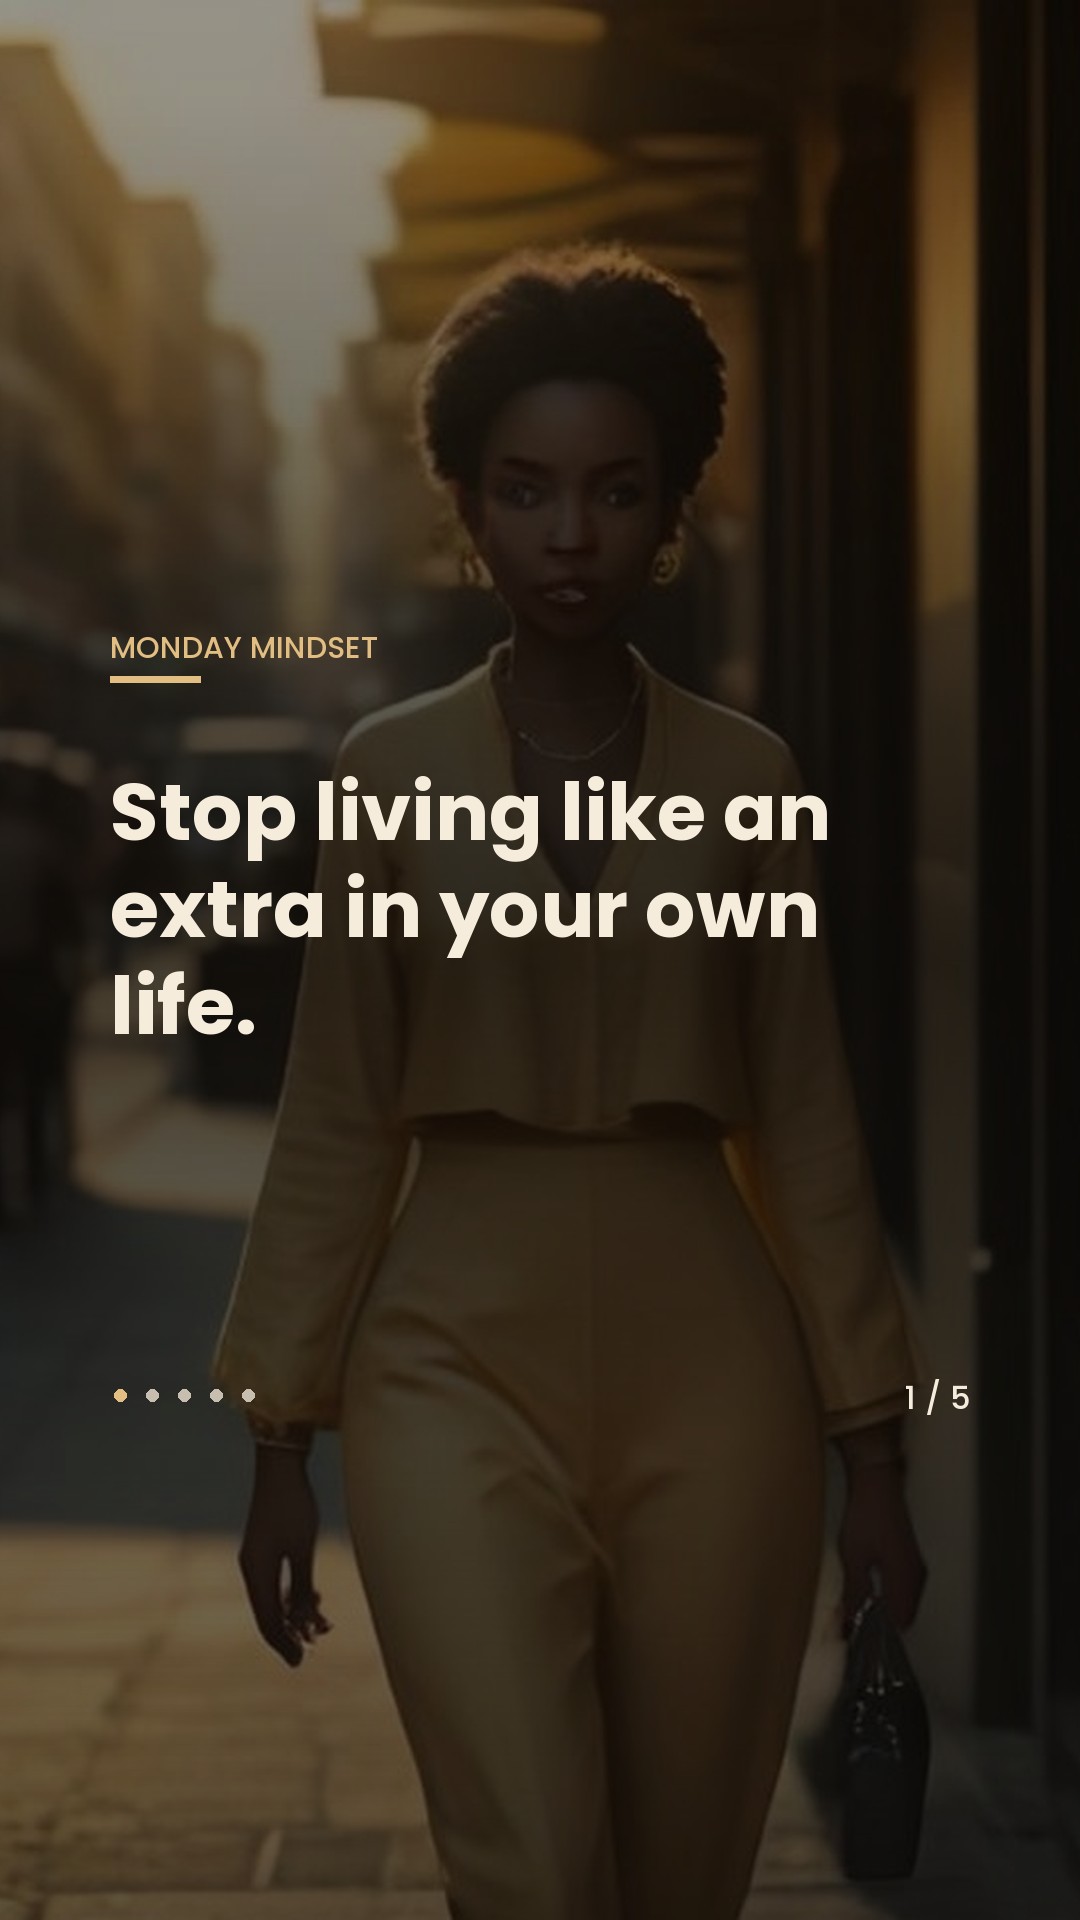 MONDAY MINDSET
Stop living like an
extra in your own
life.
1 / 5